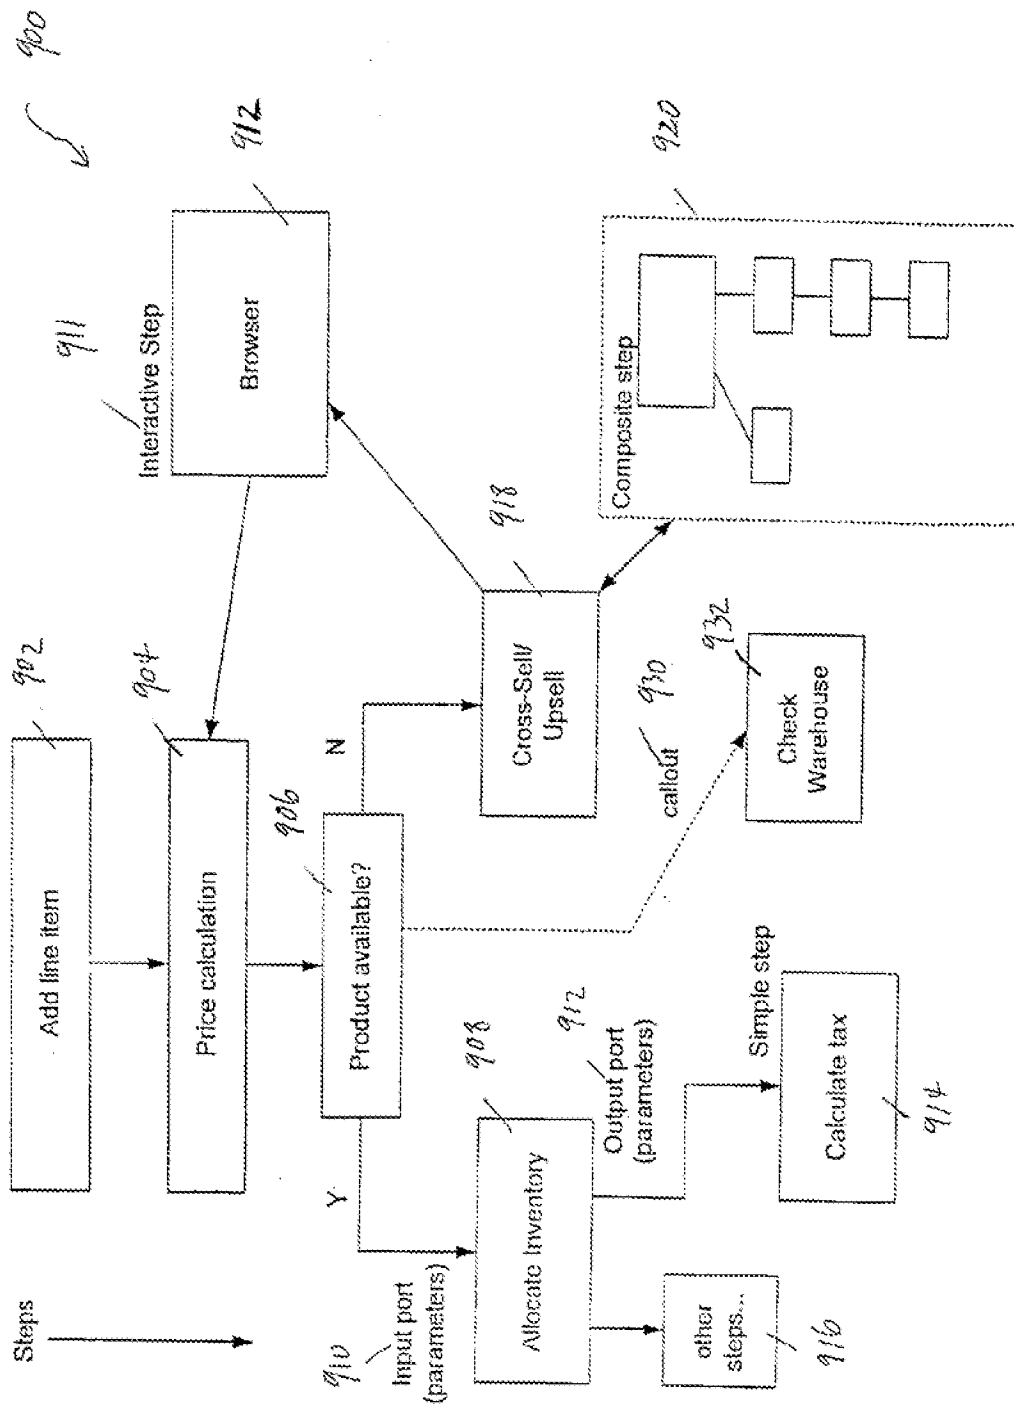 900
Steps
Add line item
902
Price calculation
904
911
Interactive Step
Browser
912
Product available?
906
Y
N
910
Input port
(parameters)
Allocate Inventory
908
Output port
(parameters)
912
Cross-Sell/
Upsell
918
callout
930
Composite step
920
other
steps...
916
Simple step
Calculate tax
914
Check
Warehouse
932